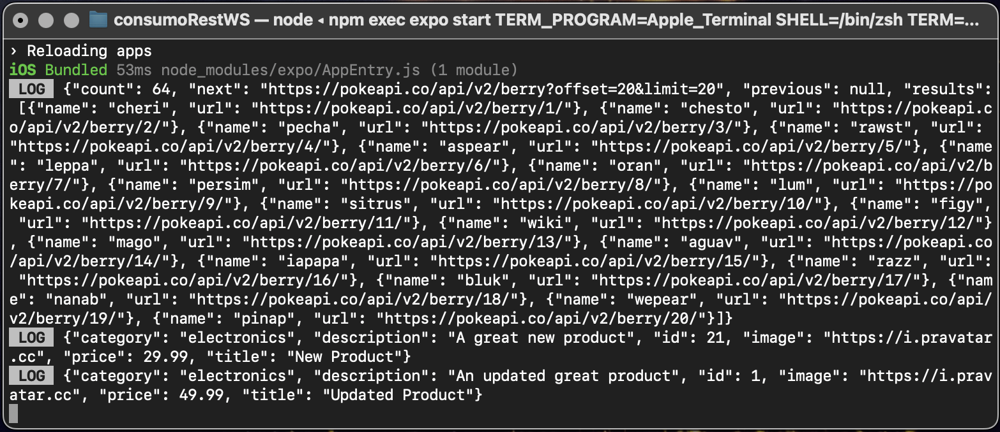 consumoRestWS — node ◂ npm exec expo start TERM_PROGRAM=Apple_Terminal SHELL=/bin/zsh TERM=...
› Reloading apps
iOS Bundled 53ms node_modules/expo/AppEntry.js (1 module)
LOG {"count": 64, "next": "https://pokeapi.co/api/v2/berry?offset=20&limit=20", "previous": null, "results":
[{"name": "cheri", "url": "https://pokeapi.co/api/v2/berry/1/"}, {"name": "chesto", "url": "https://pokeapi.c
o/api/v2/berry/2/"}, {"name": "pecha", "url": "https://pokeapi.co/api/v2/berry/3/"}, {"name": "rawst", "url":
"https://pokeapi.co/api/v2/berry/4/"}, {"name": "aspear", "url": "https://pokeapi.co/api/v2/berry/5/"}, {"name
": "leppa", "url": "https://pokeapi.co/api/v2/berry/6/"}, {"name": "oran", "url": "https://pokeapi.co/api/v2/b
erry/7/"}, {"name": "persim", "url": "https://pokeapi.co/api/v2/berry/8/"}, {"name": "lum", "url": "https://po
keapi.co/api/v2/berry/9/"}, {"name": "sitrus", "url": "https://pokeapi.co/api/v2/berry/10/"}, {"name": "figy",
"url": "https://pokeapi.co/api/v2/berry/11/"}, {"name": "wiki", "url": "https://pokeapi.co/api/v2/berry/12/"}
, {"name": "mago", "url": "https://pokeapi.co/api/v2/berry/13/"}, {"name": "aguav", "url": "https://pokeapi.co
/api/v2/berry/14/"}, {"name": "iapapa", "url": "https://pokeapi.co/api/v2/berry/15/"}, {"name": "razz", "url":
"https://pokeapi.co/api/v2/berry/16/"}, {"name": "bluk", "url": "https://pokeapi.co/api/v2/berry/17/"}, {"nam
e": "nanab", "url": "https://pokeapi.co/api/v2/berry/18/"}, {"name": "wepear", "url": "https://pokeapi.co/api/
v2/berry/19/"}, {"name": "pinap", "url": "https://pokeapi.co/api/v2/berry/20/"}]}
LOG {"category": "electronics", "description": "A great new product", "id": 21, "image": "https://i.pravatar
.cc", "price": 29.99, "title": "New Product"}
LOG {"category": "electronics", "description": "An updated great product", "id": 1, "image": "https://i.prav
atar.cc", "price": 49.99, "title": "Updated Product"}